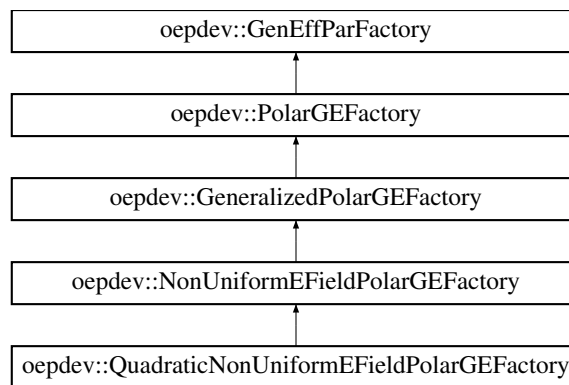 oepdev::GenEffParFactory
oepdev::PolarGEFactory
oepdev::GeneralizedPolarGEFactory
oepdev::NonUniformEFieldPolarGEFactory
oepdev::QuadraticNonUniformEFieldPolarGEFactory